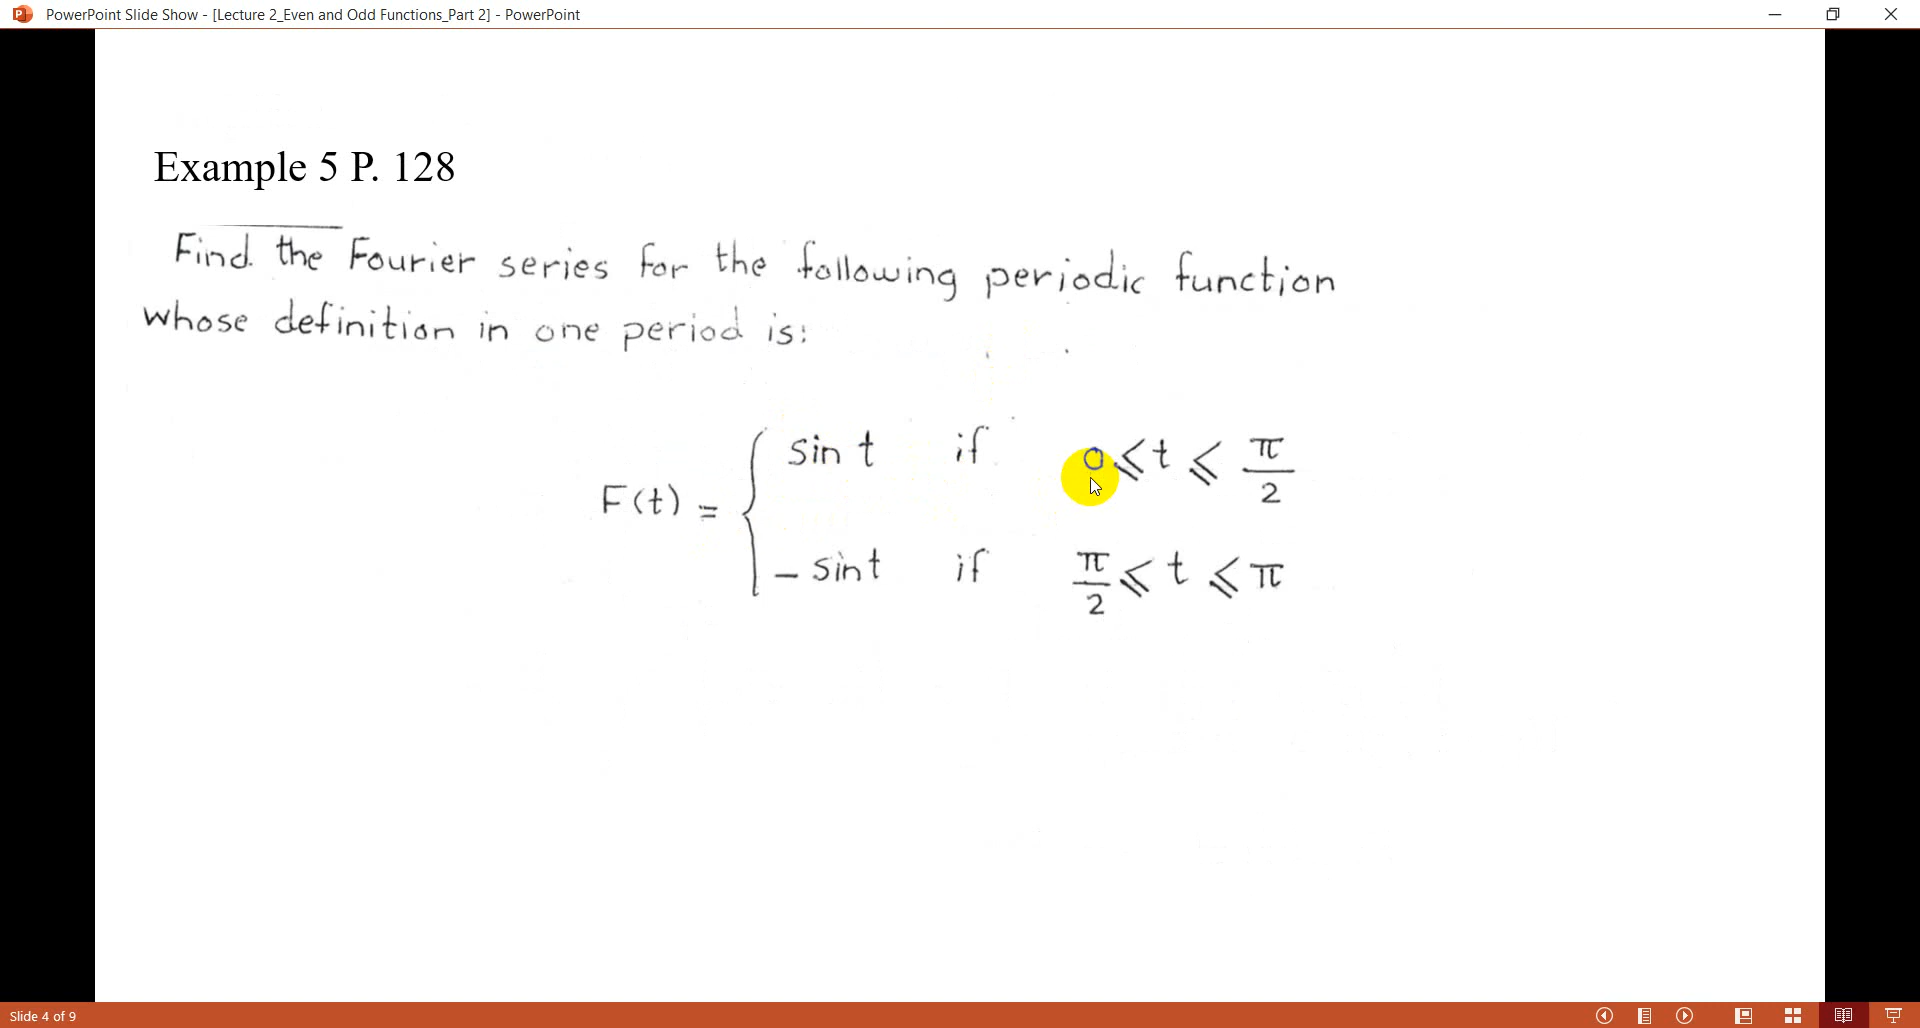 PowerPoint Slide Show - [Lecture 2_Even and Odd Functions_Part 2] - PowerPoint
Example 5 P. 128
Find the Fourier series for the following periodic function
whose definition in one period is:
F(t) = { sin t if 0 ⩽ t ⩽ π/2
- sin t if π/2 ⩽ t ⩽ π
Slide 4 of 9